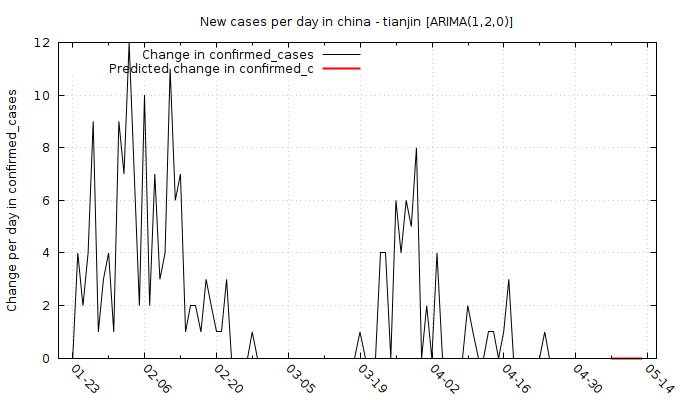 New cases per day in china - tianjin [ARIMA(1,2,0)]
Change in confirmed_cases
Predicted change in confirmed_c
Change per day in confirmed_cases
12
10
8
6
4
2
0
01-23 02-06 02-20 03-05 03-19 04-02 04-16 04-30 05-14